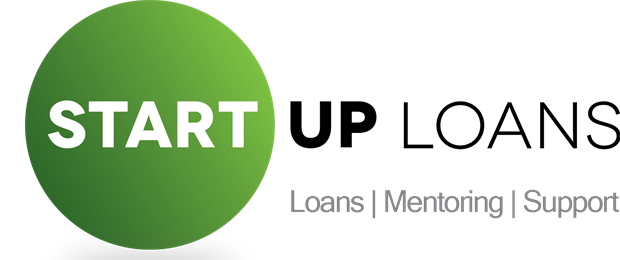 START UP LOANS
Loans | Mentoring | Support